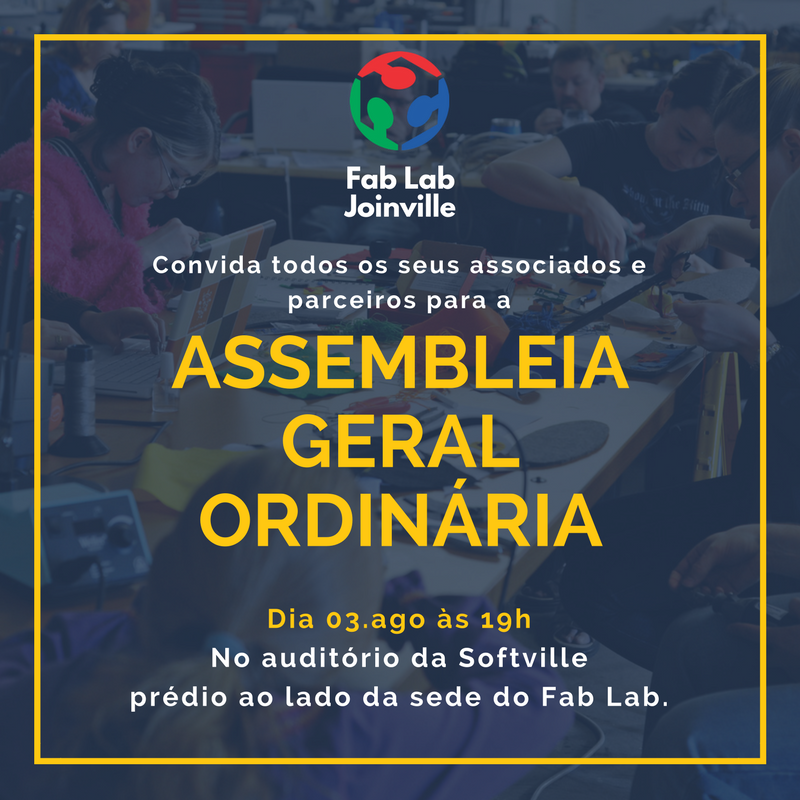 Fab Lab
Joinville
Convida todos os seus associados e
parceiros para a
ASSEMBLEIA
GERAL
ORDINÁRIA
Dia 03.ago às 19h
No auditório da Softville
prédio ao lado da sede do Fab Lab.